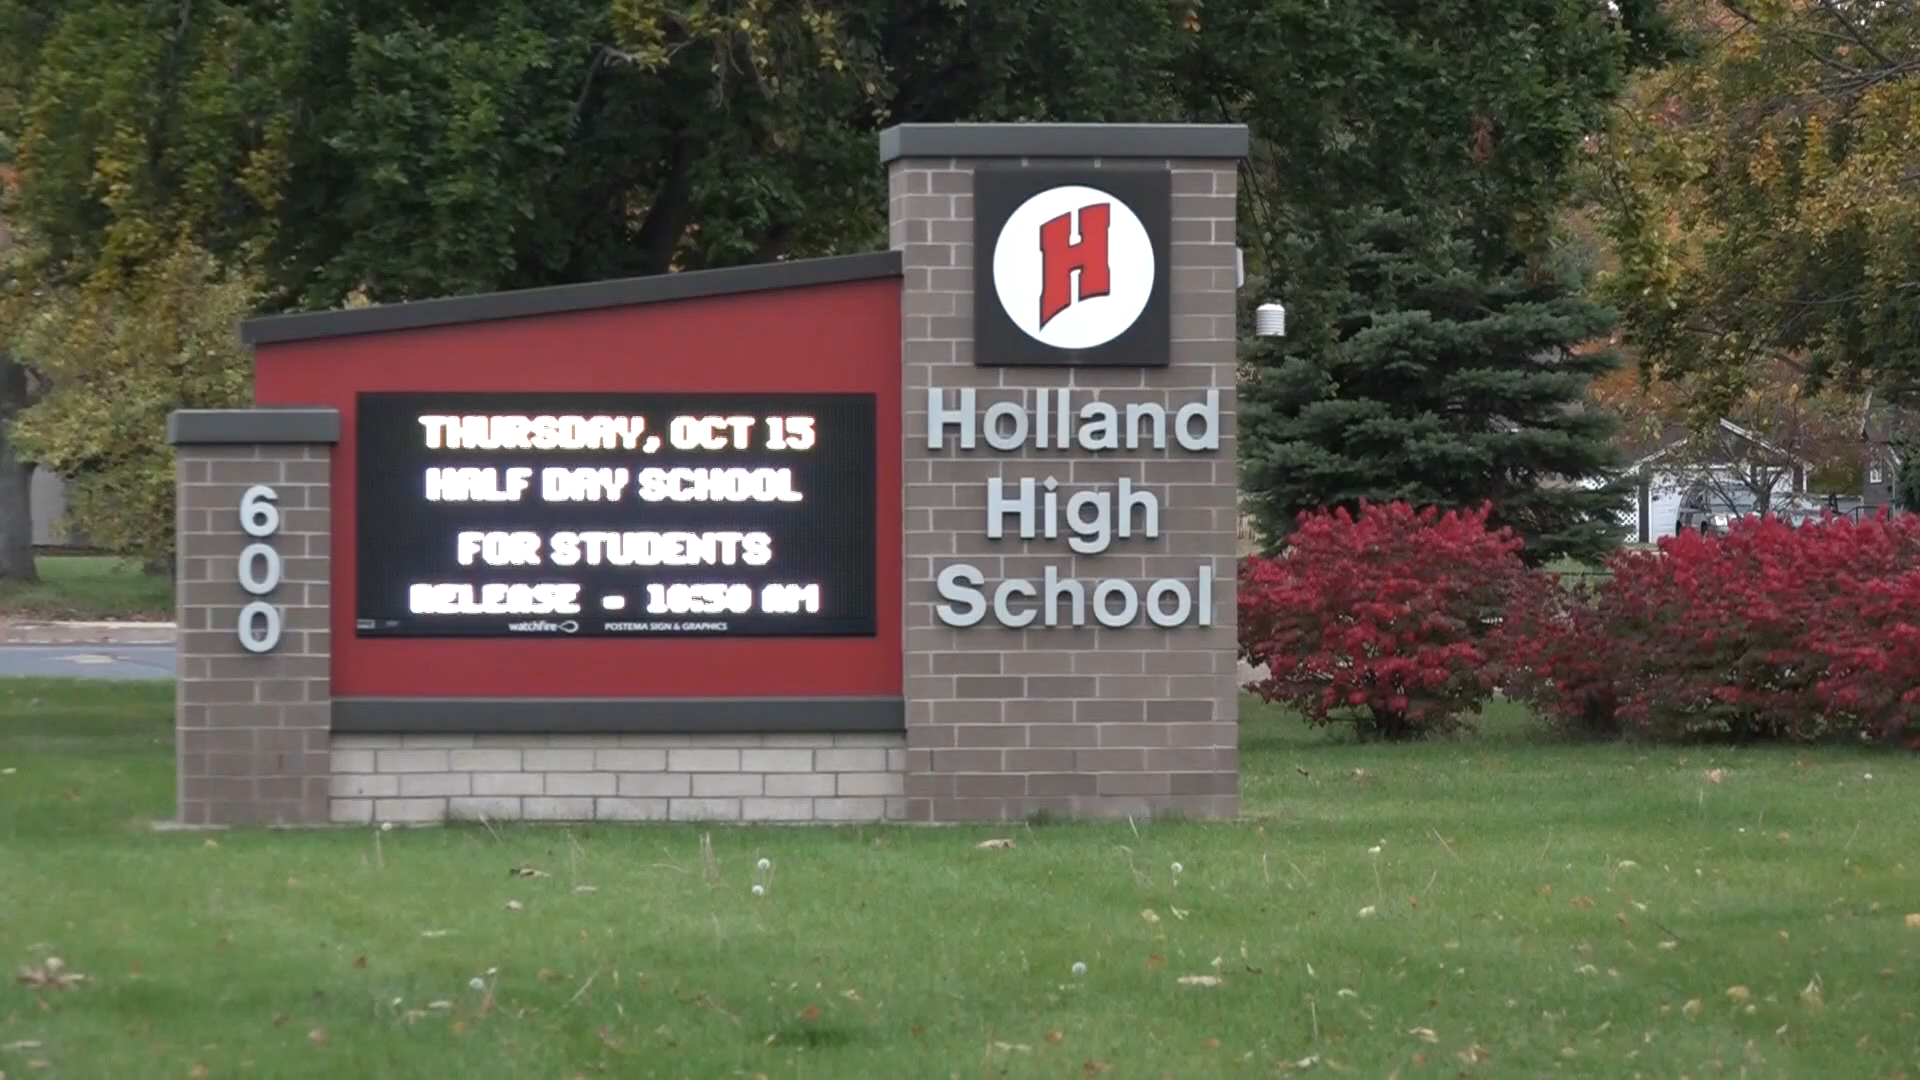 600
THURSDAY, OCT 15
HALF DAY SCHOOL
FOR STUDENTS
RELEASE - 10:50 AM
watchfire
POSTEMA SIGN & GRAPHICS
H
Holland
High
School